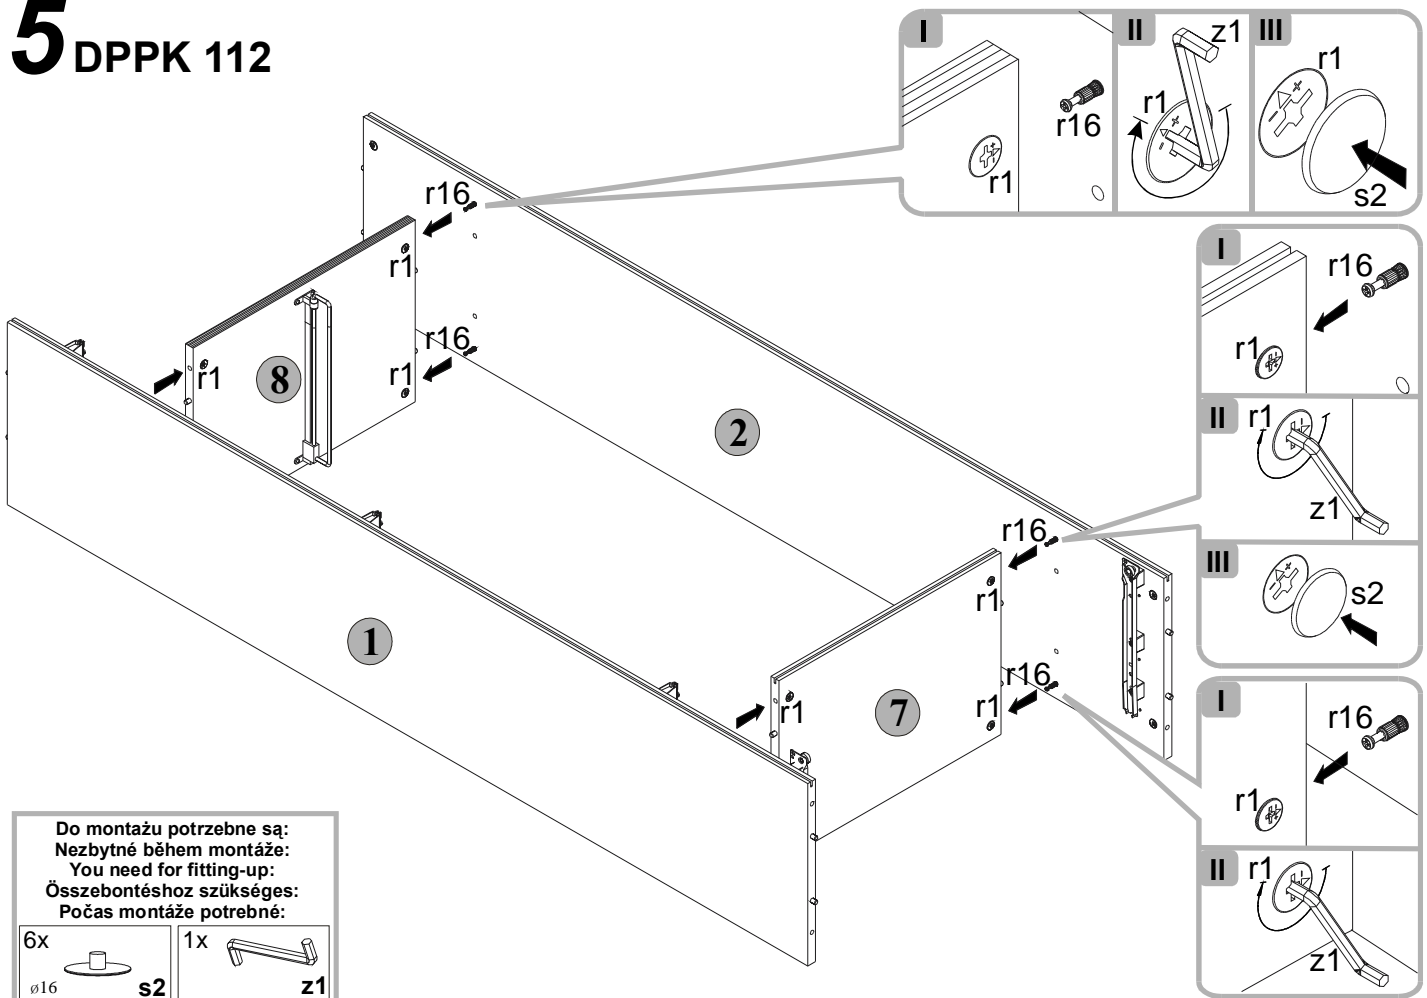 5 DPPK 112
I
II
III
r16
r1
r1
z1
r1
s2
r16
r1
r16
r1
r1
8
2
1
r16
r1
r16
r1
r1
7
I
r16
r1
II
r1
z1
III
s2
I
r16
r1
II
r1
z1
Do montażu potrzebne są:
Nezbytné během montáže:
You need for fitting-up:
Összebontéshoz szükséges:
Počas montáže potrebné:
6x
ø16
s2
1x
z1